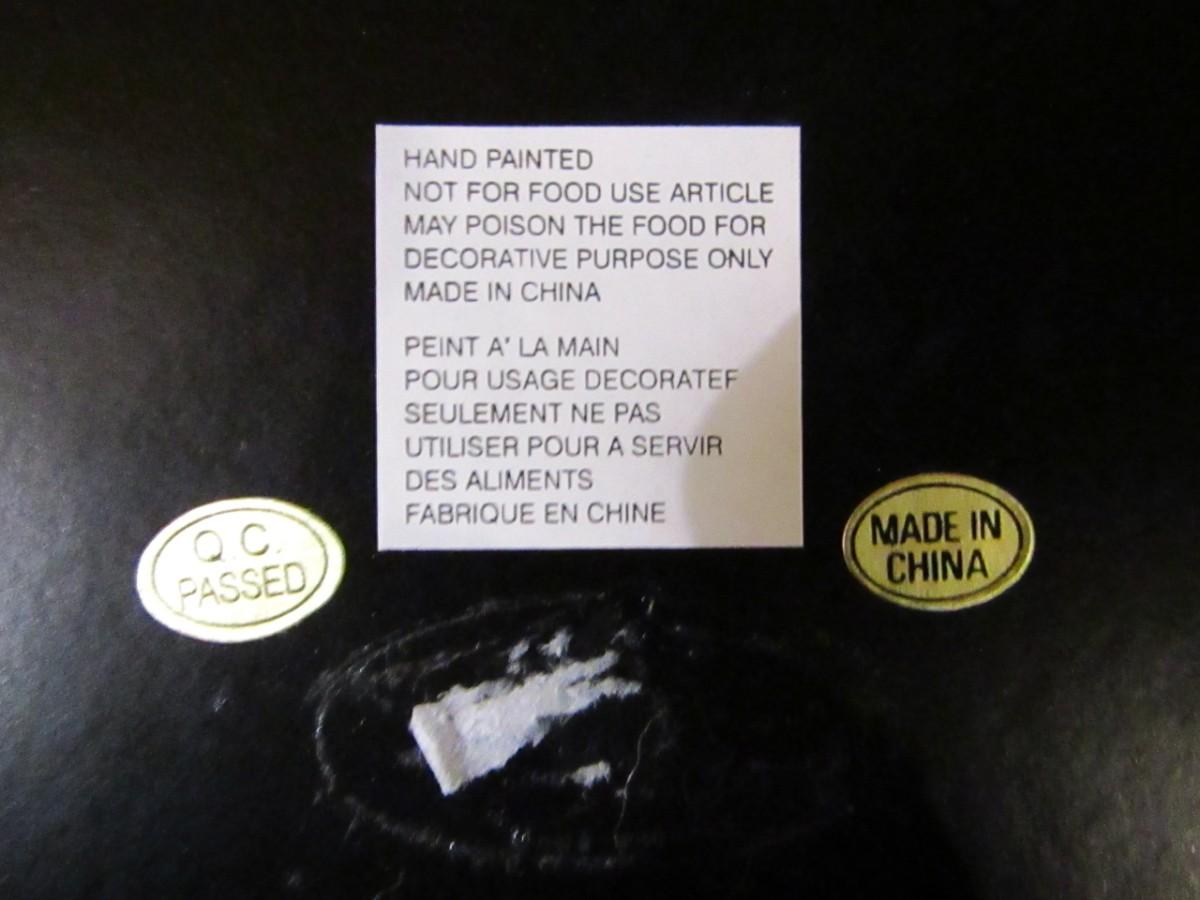 HAND PAINTED
NOT FOR FOOD USE ARTICLE
MAY POISON THE FOOD FOR
DECORATIVE PURPOSE ONLY
MADE IN CHINA
PEINT A' LA MAIN
POUR USAGE DECORATEF
SEULEMENT NE PAS
UTILISER POUR A SERVIR
DES ALIMENTS
FABRIQUE EN CHINE
Q.C.
PASSED
MADE IN
CHINA